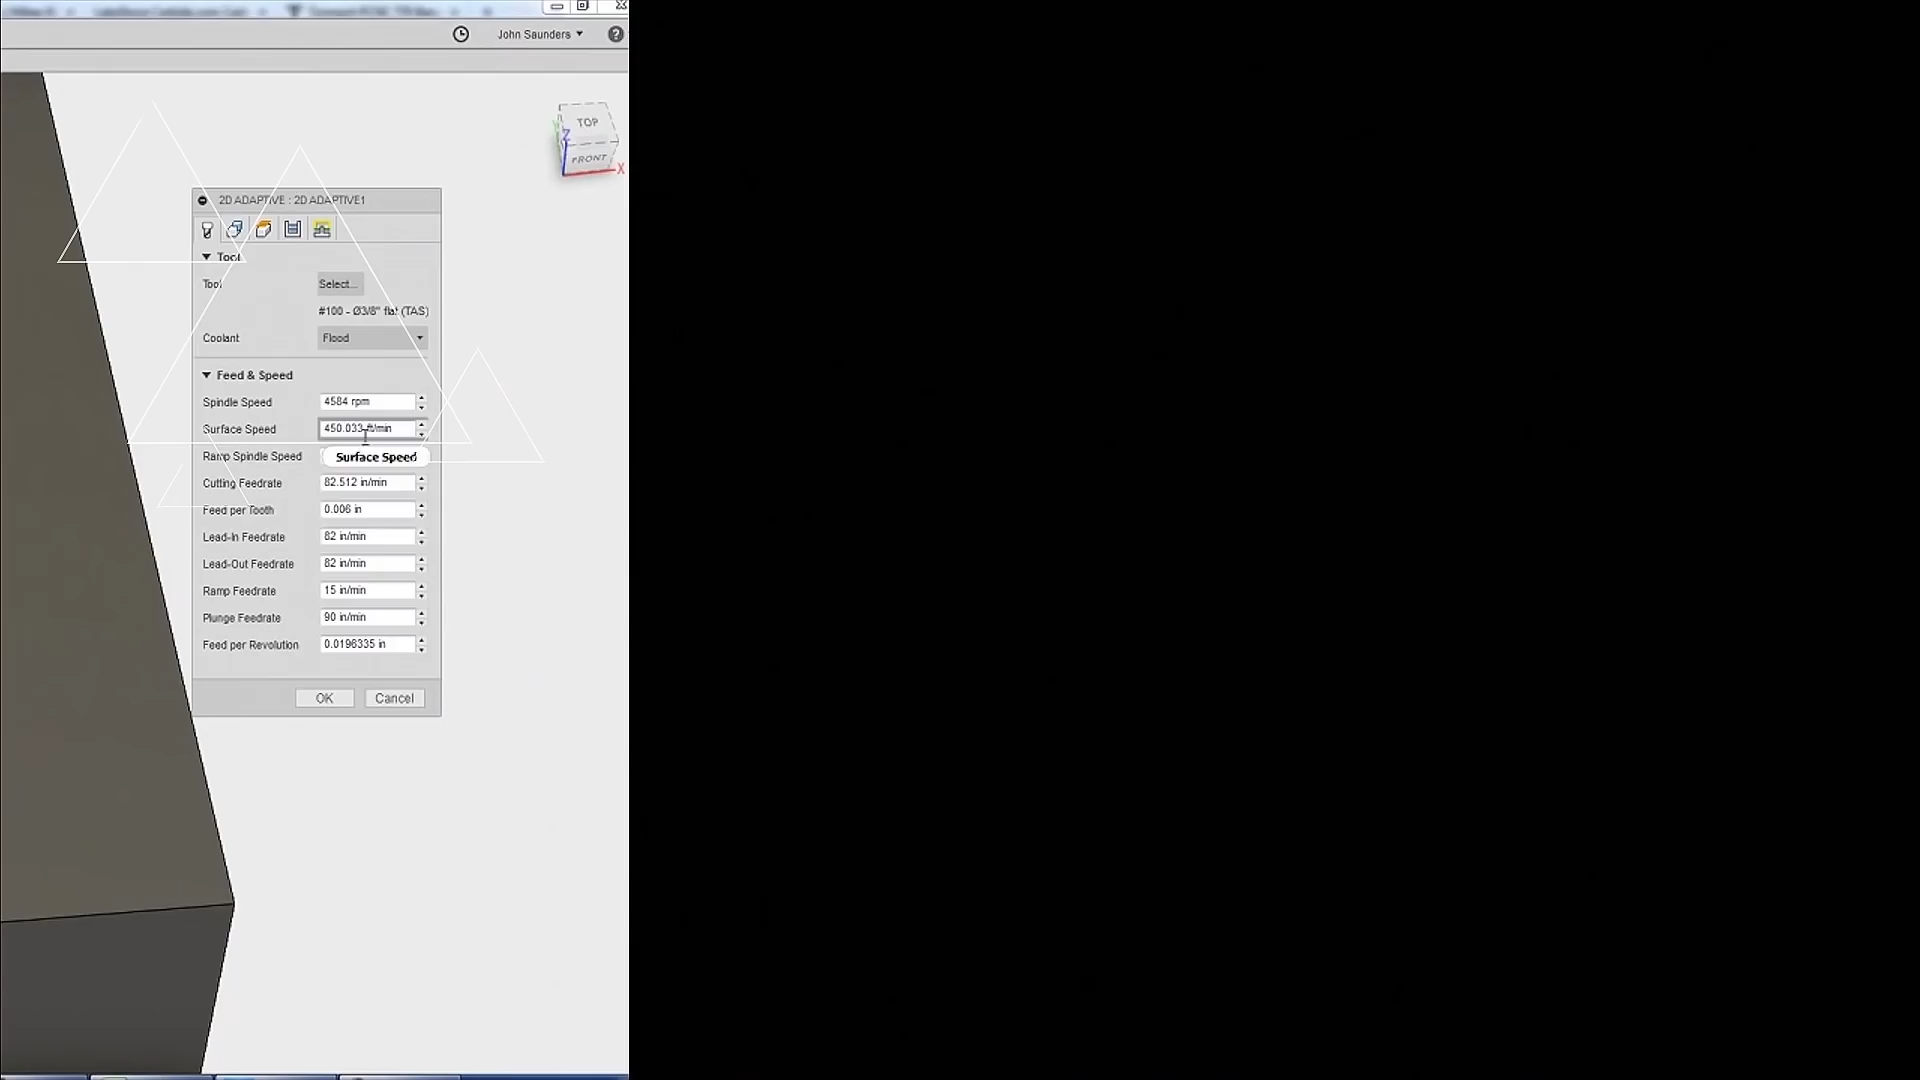 John Saunders
?
TOP
Z
FRONT
X
2D ADAPTIVE : 2D ADAPTIVE1
Tool
Tool Select...
#100 - Ø3/8" flat (TAS)
Coolant Flood
Feed & Speed
Spindle Speed 4584 rpm
Surface Speed 450.033 ft/min
Ramp Spindle Speed
Surface Speed
Cutting Feedrate 82.512 in/min
Feed per Tooth 0.006 in
Lead-In Feedrate 82 in/min
Lead-Out Feedrate 82 in/min
Ramp Feedrate 15 in/min
Plunge Feedrate 90 in/min
Feed per Revolution 0.0196335 in
OK Cancel